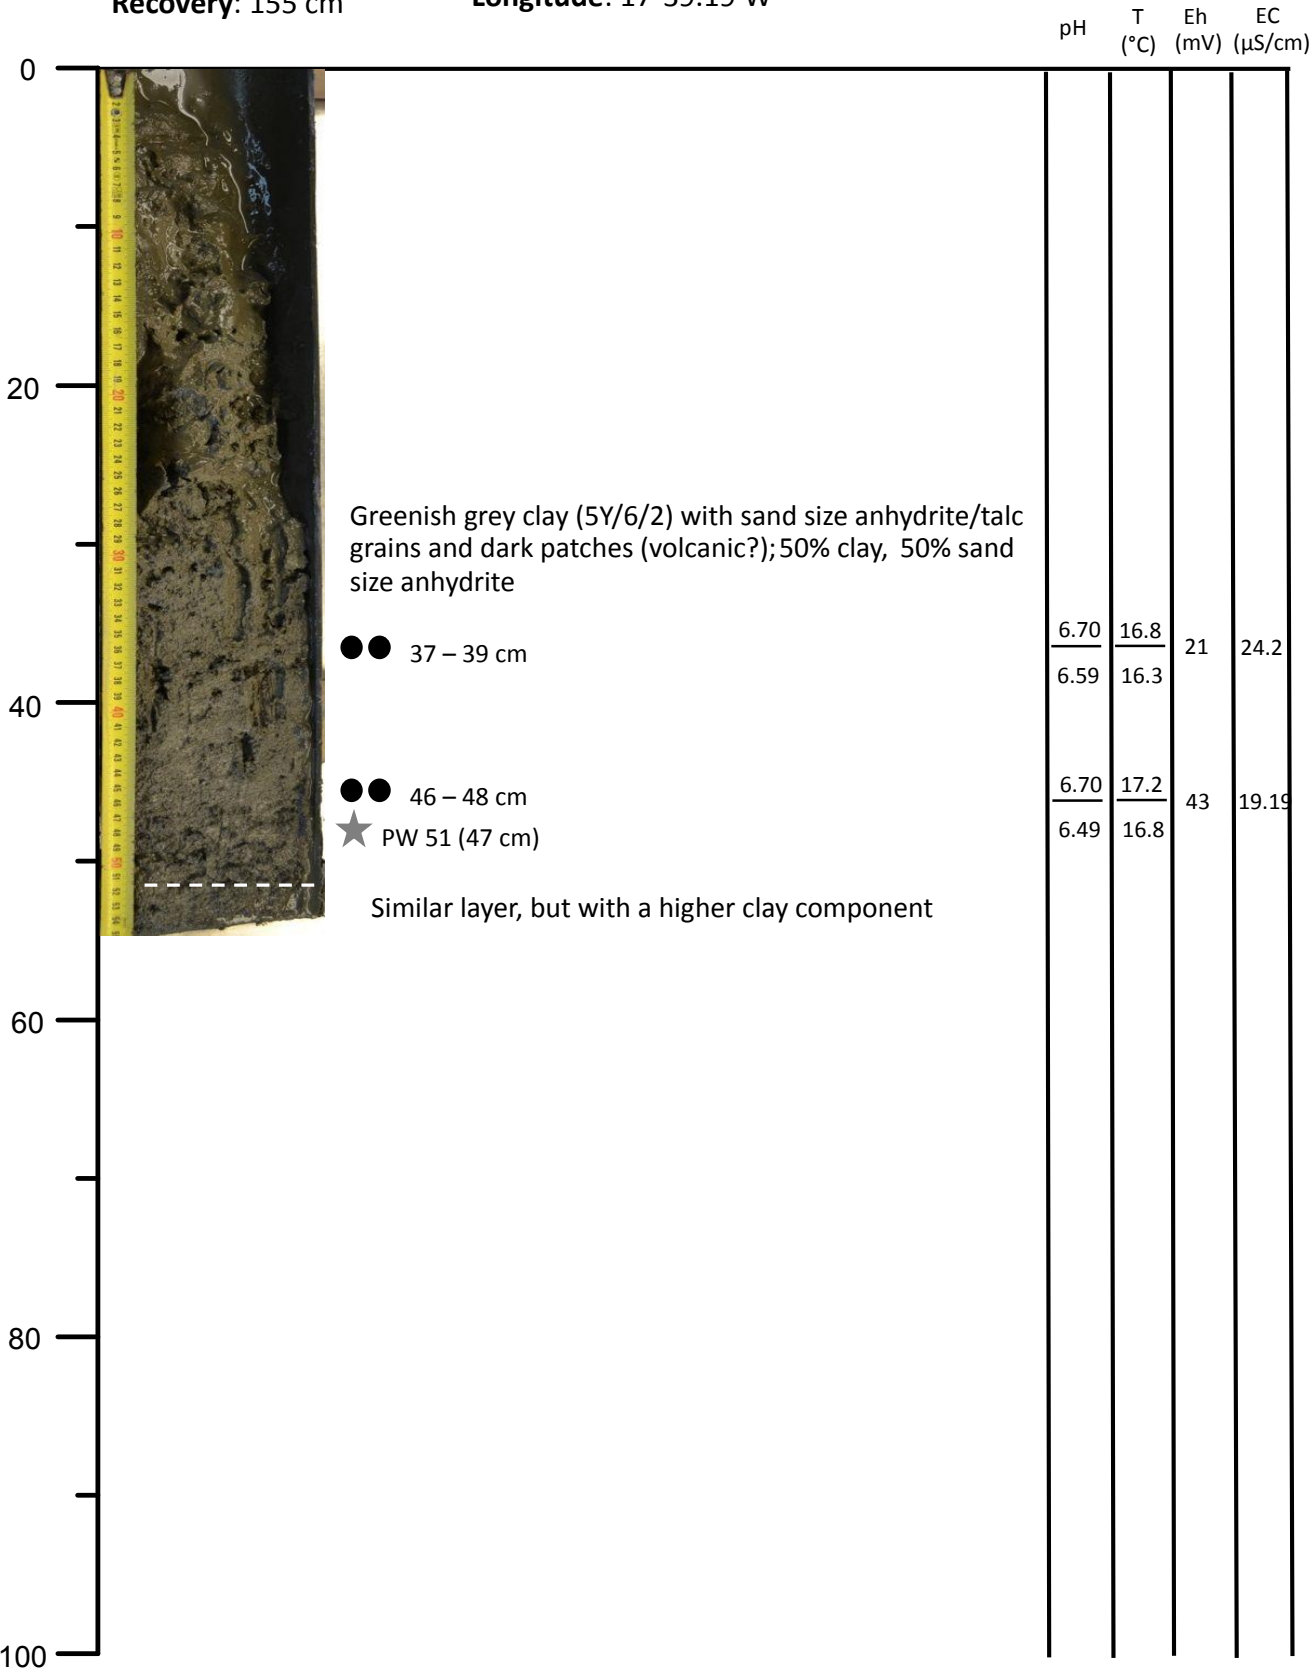 Recovery: 155 cm
pH
T
(°C)
Eh
(mV)
EC
(µS/cm)
0
20
Greenish grey clay (5Y/6/2) with sand size anhydrite/talc
grains and dark patches (volcanic?); 50% clay, 50% sand
size anhydrite
37 – 39 cm
6.70
16.8
21
24.2
6.59
16.3
40
46 – 48 cm
6.70
17.2
43
19.19
PW 51 (47 cm)
6.49
16.8
Similar layer, but with a higher clay component
60
80
100